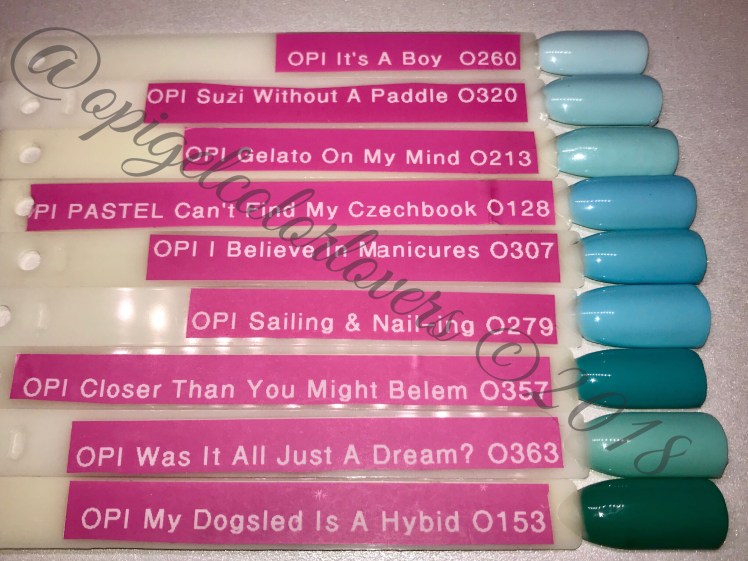 OPI It's A Boy O260
OPI Suzi Without A Paddle O320
OPI Gelato On My Mind O213
PI PASTEL Can't Find My Czechbook O128
OPI I Believe In Manicures O307
OPI Sailing & Nail-ing O279
OPI Closer Than You Might Belem O357
OPI Was It All Just A Dream? O363
OPI My Dogsled Is A Hybid O153
@opigelcolorlovers ©2018